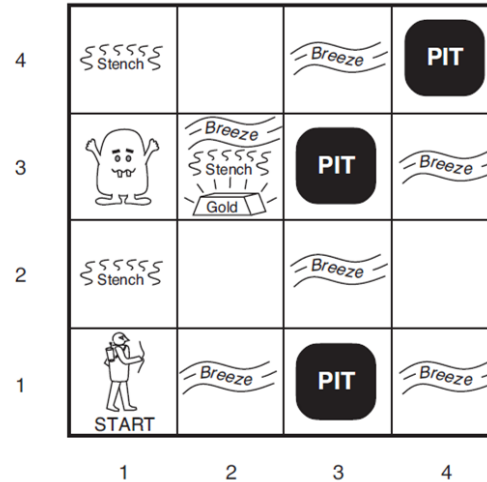 4
Stench
Breeze
PIT
3
Breeze
Stench
Gold
PIT
Breeze
2
Stench
Breeze
1
START
Breeze
PIT
Breeze
1 2 3 4